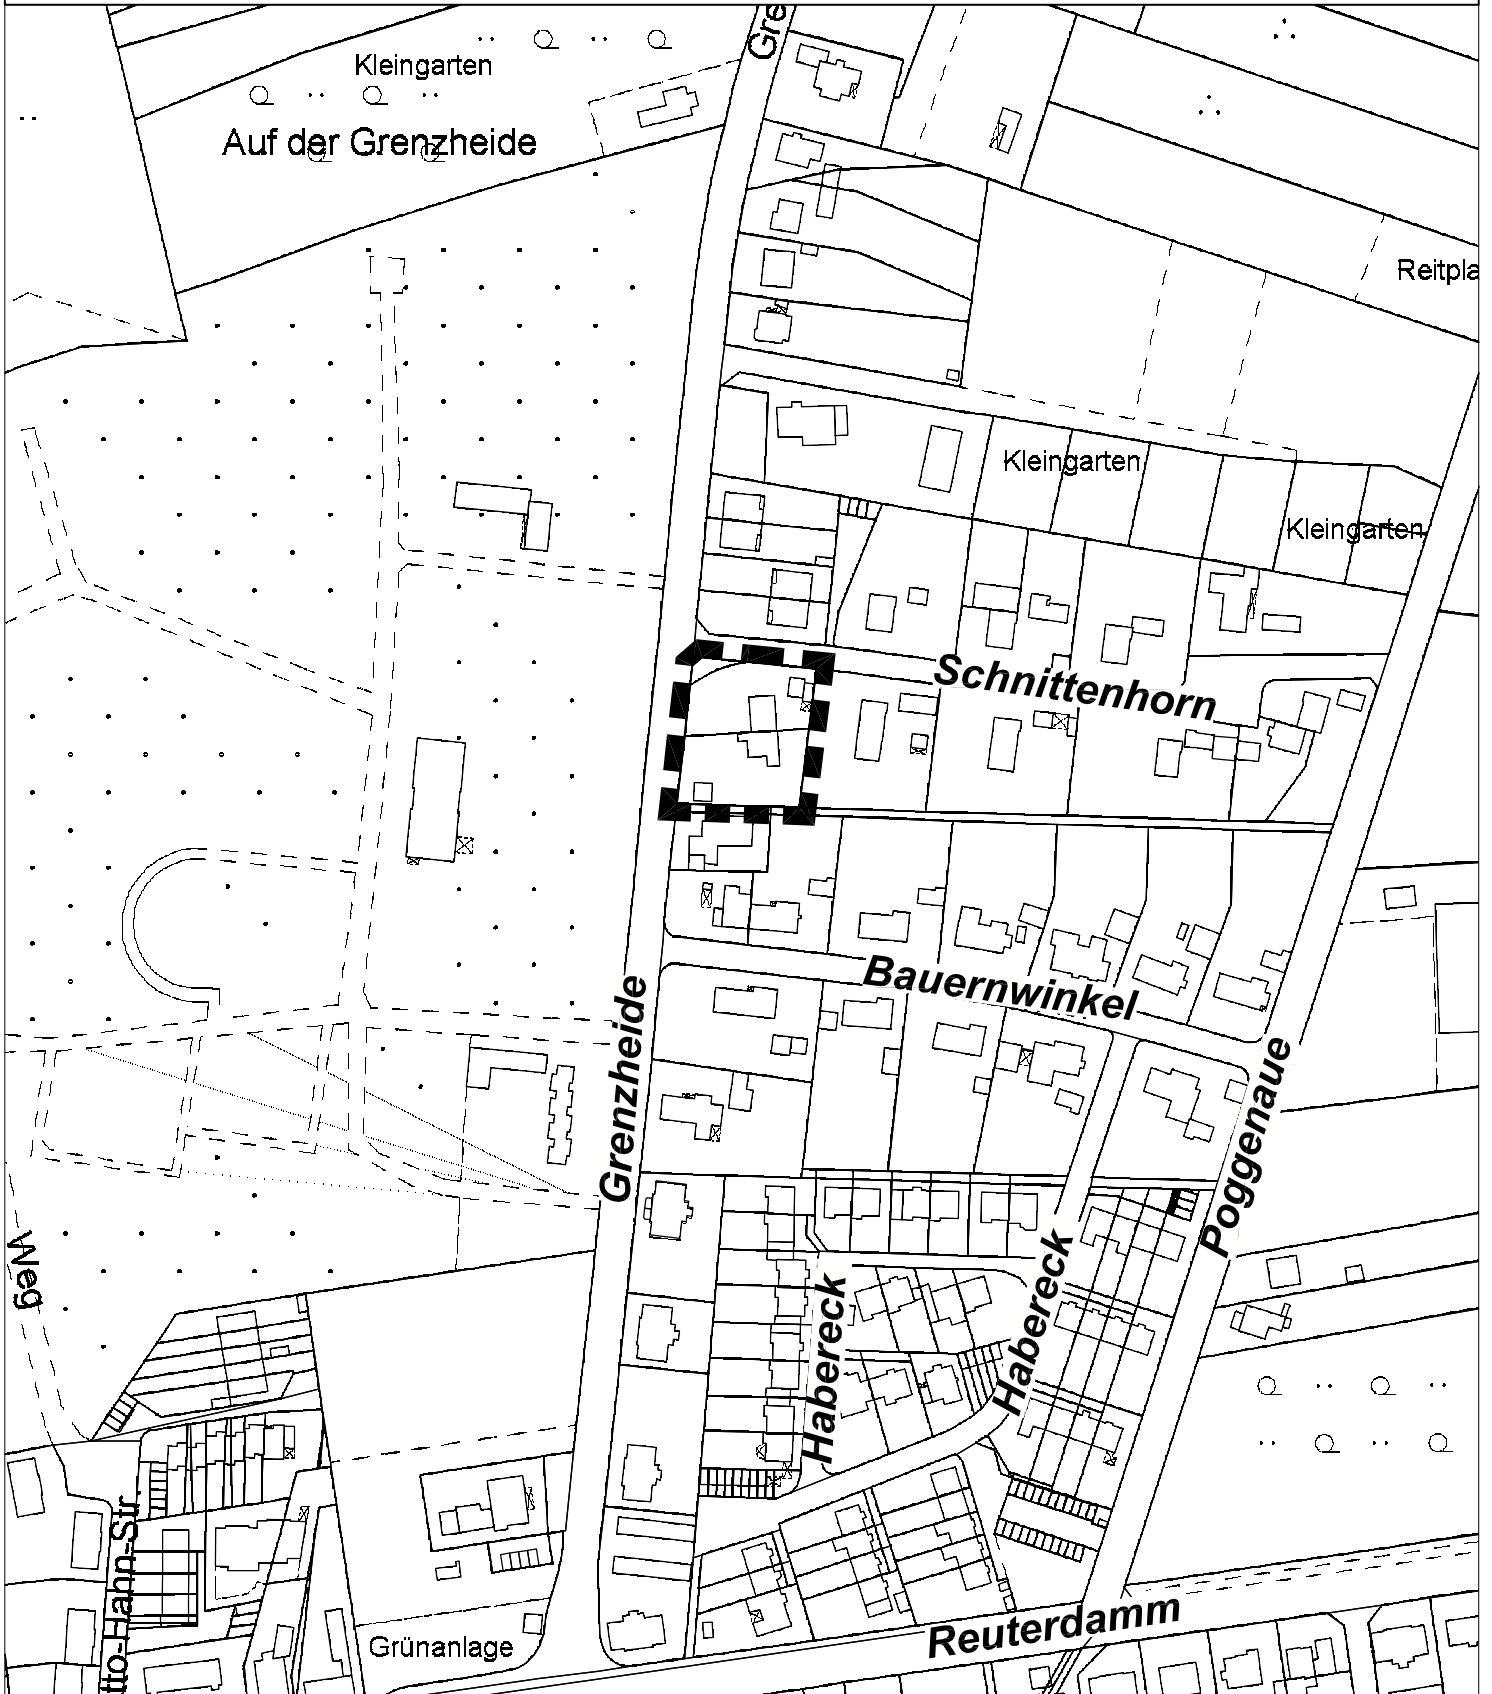 Gre
Kleingarten
Auf der Grenzheide
Reitpla
Kleingarten
Kleingarten
Schnittenhorn
Bauernwinkel
Grenzheide
Poggenaue
Weg
Habereck
Habereck
tto-Hahn-Str
Reuterdamm
Grünanlage